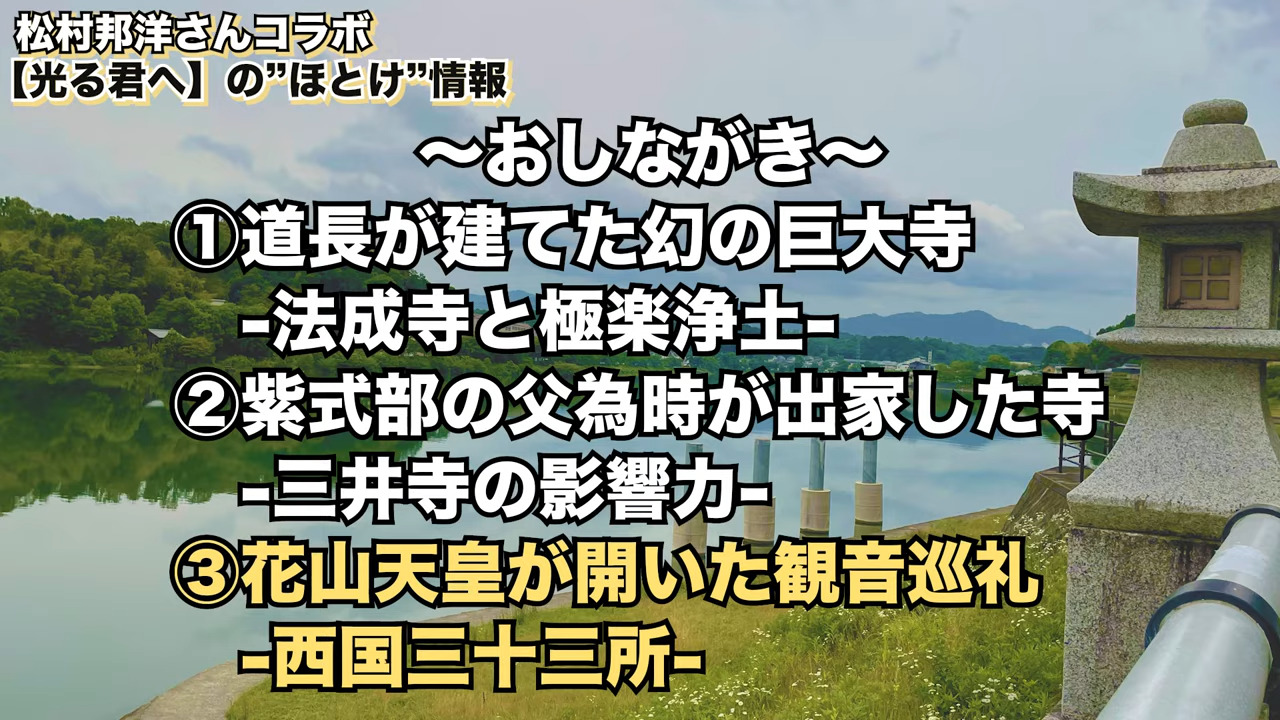 松村邦洋さんコラボ
【光る君へ】の”ほとけ”情報
〜おしながき〜
①道長が建てた幻の巨大寺
-法成寺と極楽浄土-
②紫式部の父為時が出家した寺
-三井寺の影響力-
③花山天皇が開いた観音巡礼
-西国三十三所-